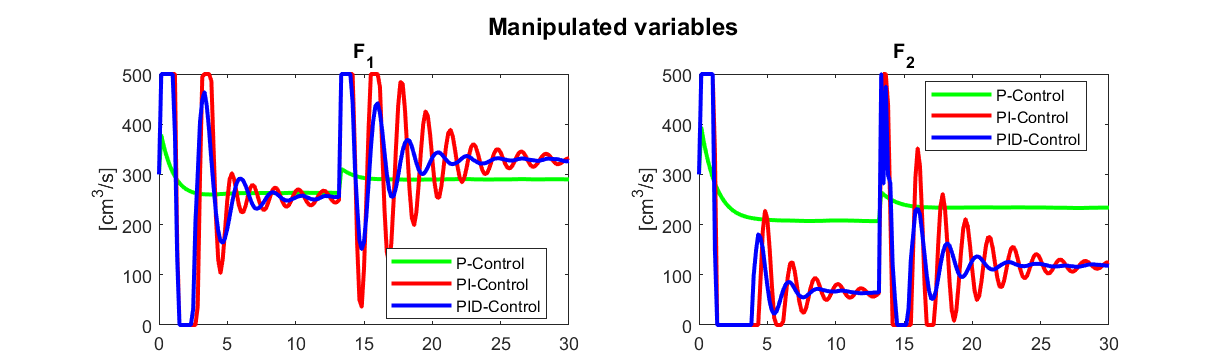 Manipulated variables
F1
500
400
300
200
100
0
[cm3/s]
0 5 10 15 20 25 30
P-Control
PI-Control
PID-Control
F2
500
400
300
200
100
0
[cm3/s]
0 5 10 15 20 25 30
P-Control
PI-Control
PID-Control